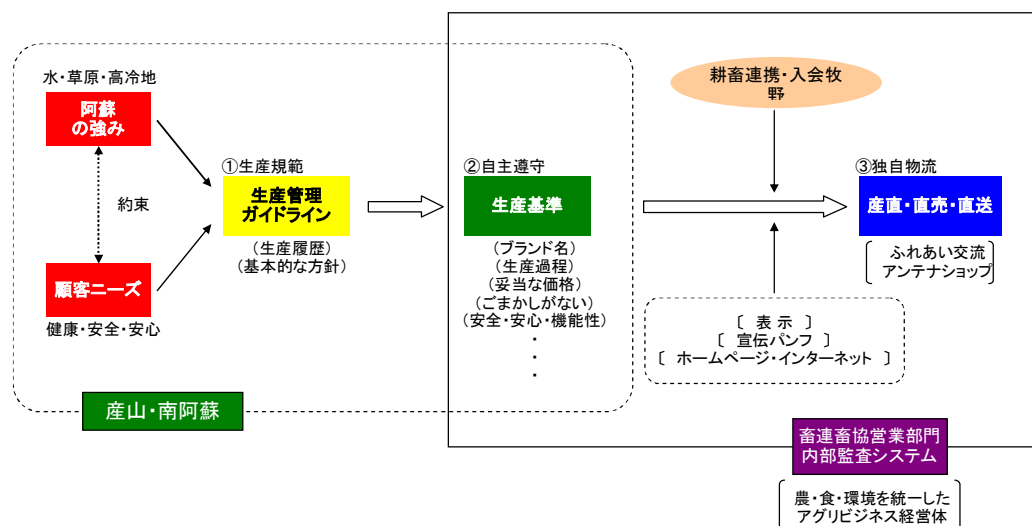 水・草原・高冷地
阿蘇
の強み
約束
顧客ニーズ
健康・安全・安心
①生産規範
生産管理
ガイドライン
(生産履歴)
(基本的な方針)
②自主遵守
生産基準
(ブランド名)
(生産過程)
(妥当な価格)
(ごまかしがない)
(安全・安心・機能性)
・
・
・
耕畜連携・入会牧
野
③独自物流
産直・直売・直送
ふれあい交流
アンテナショップ
〔 表 示 〕
〔 宣伝パンフ 〕
〔 ホームページ・インターネット 〕
産山・南阿蘇
畜連畜協営業部門
内部監査システム
農・食・環境を統一した
アグリビジネス経営体